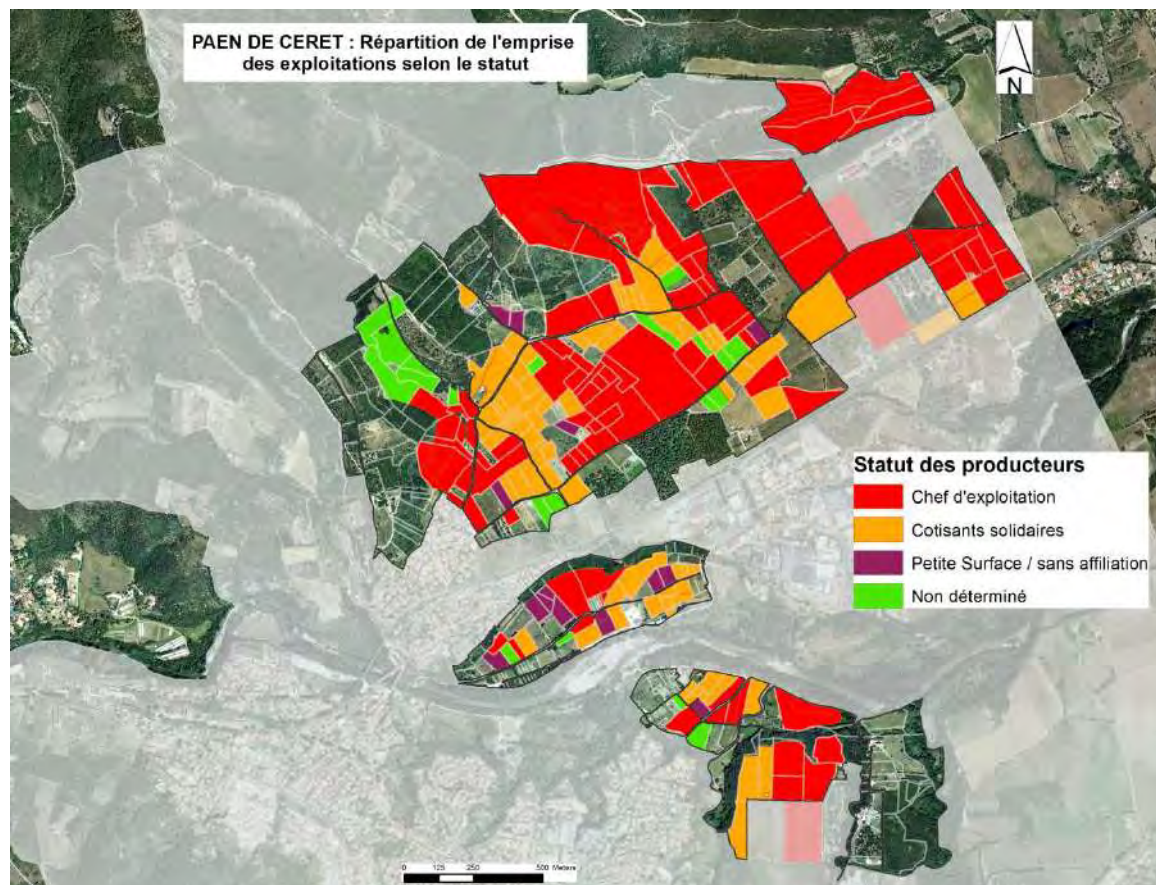 PAEN DE CERET : Répartition de l'emprise
des exploitations selon le statut
N
Statut des producteurs
Chef d'exploitation
Cotisants solidaires
Petite Surface / sans affiliation
Non déterminé
0 125 250 500 Meters